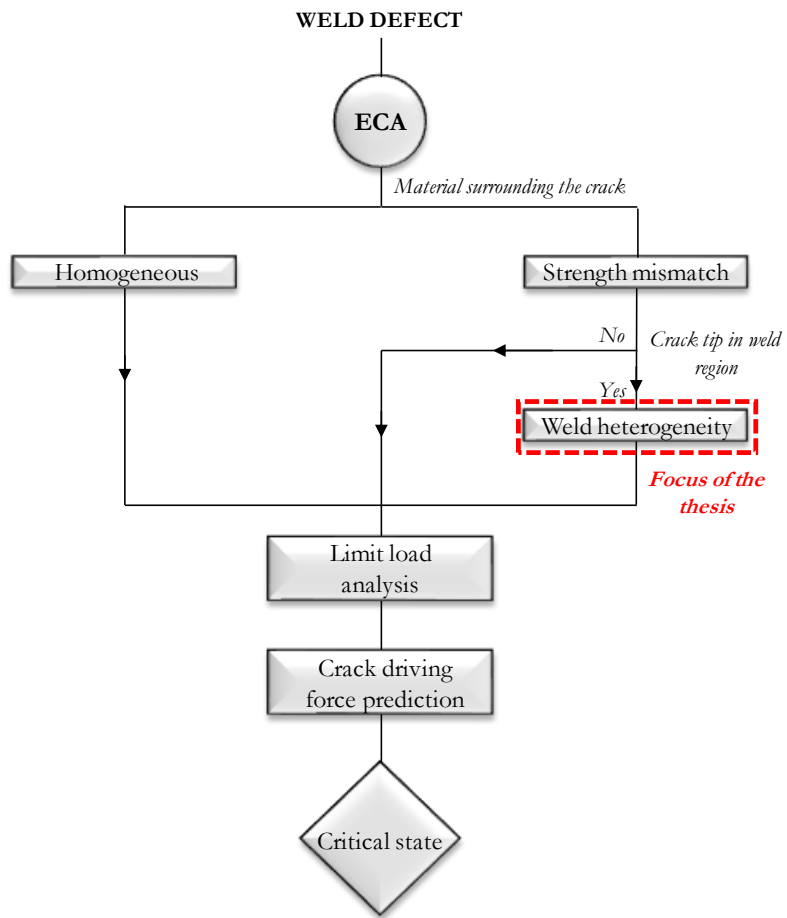 WELD DEFECT
ECA
Material surrounding the crack
Homogeneous
Strength mismatch
No
Crack tip in weld
region
Yes
Weld heterogeneity
Focus of the
thesis
Limit load
analysis
Crack driving
force prediction
Critical state